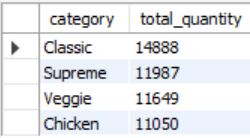 category total_quantity
Classic 14888
Supreme 11987
Veggie 11649
Chicken 11050